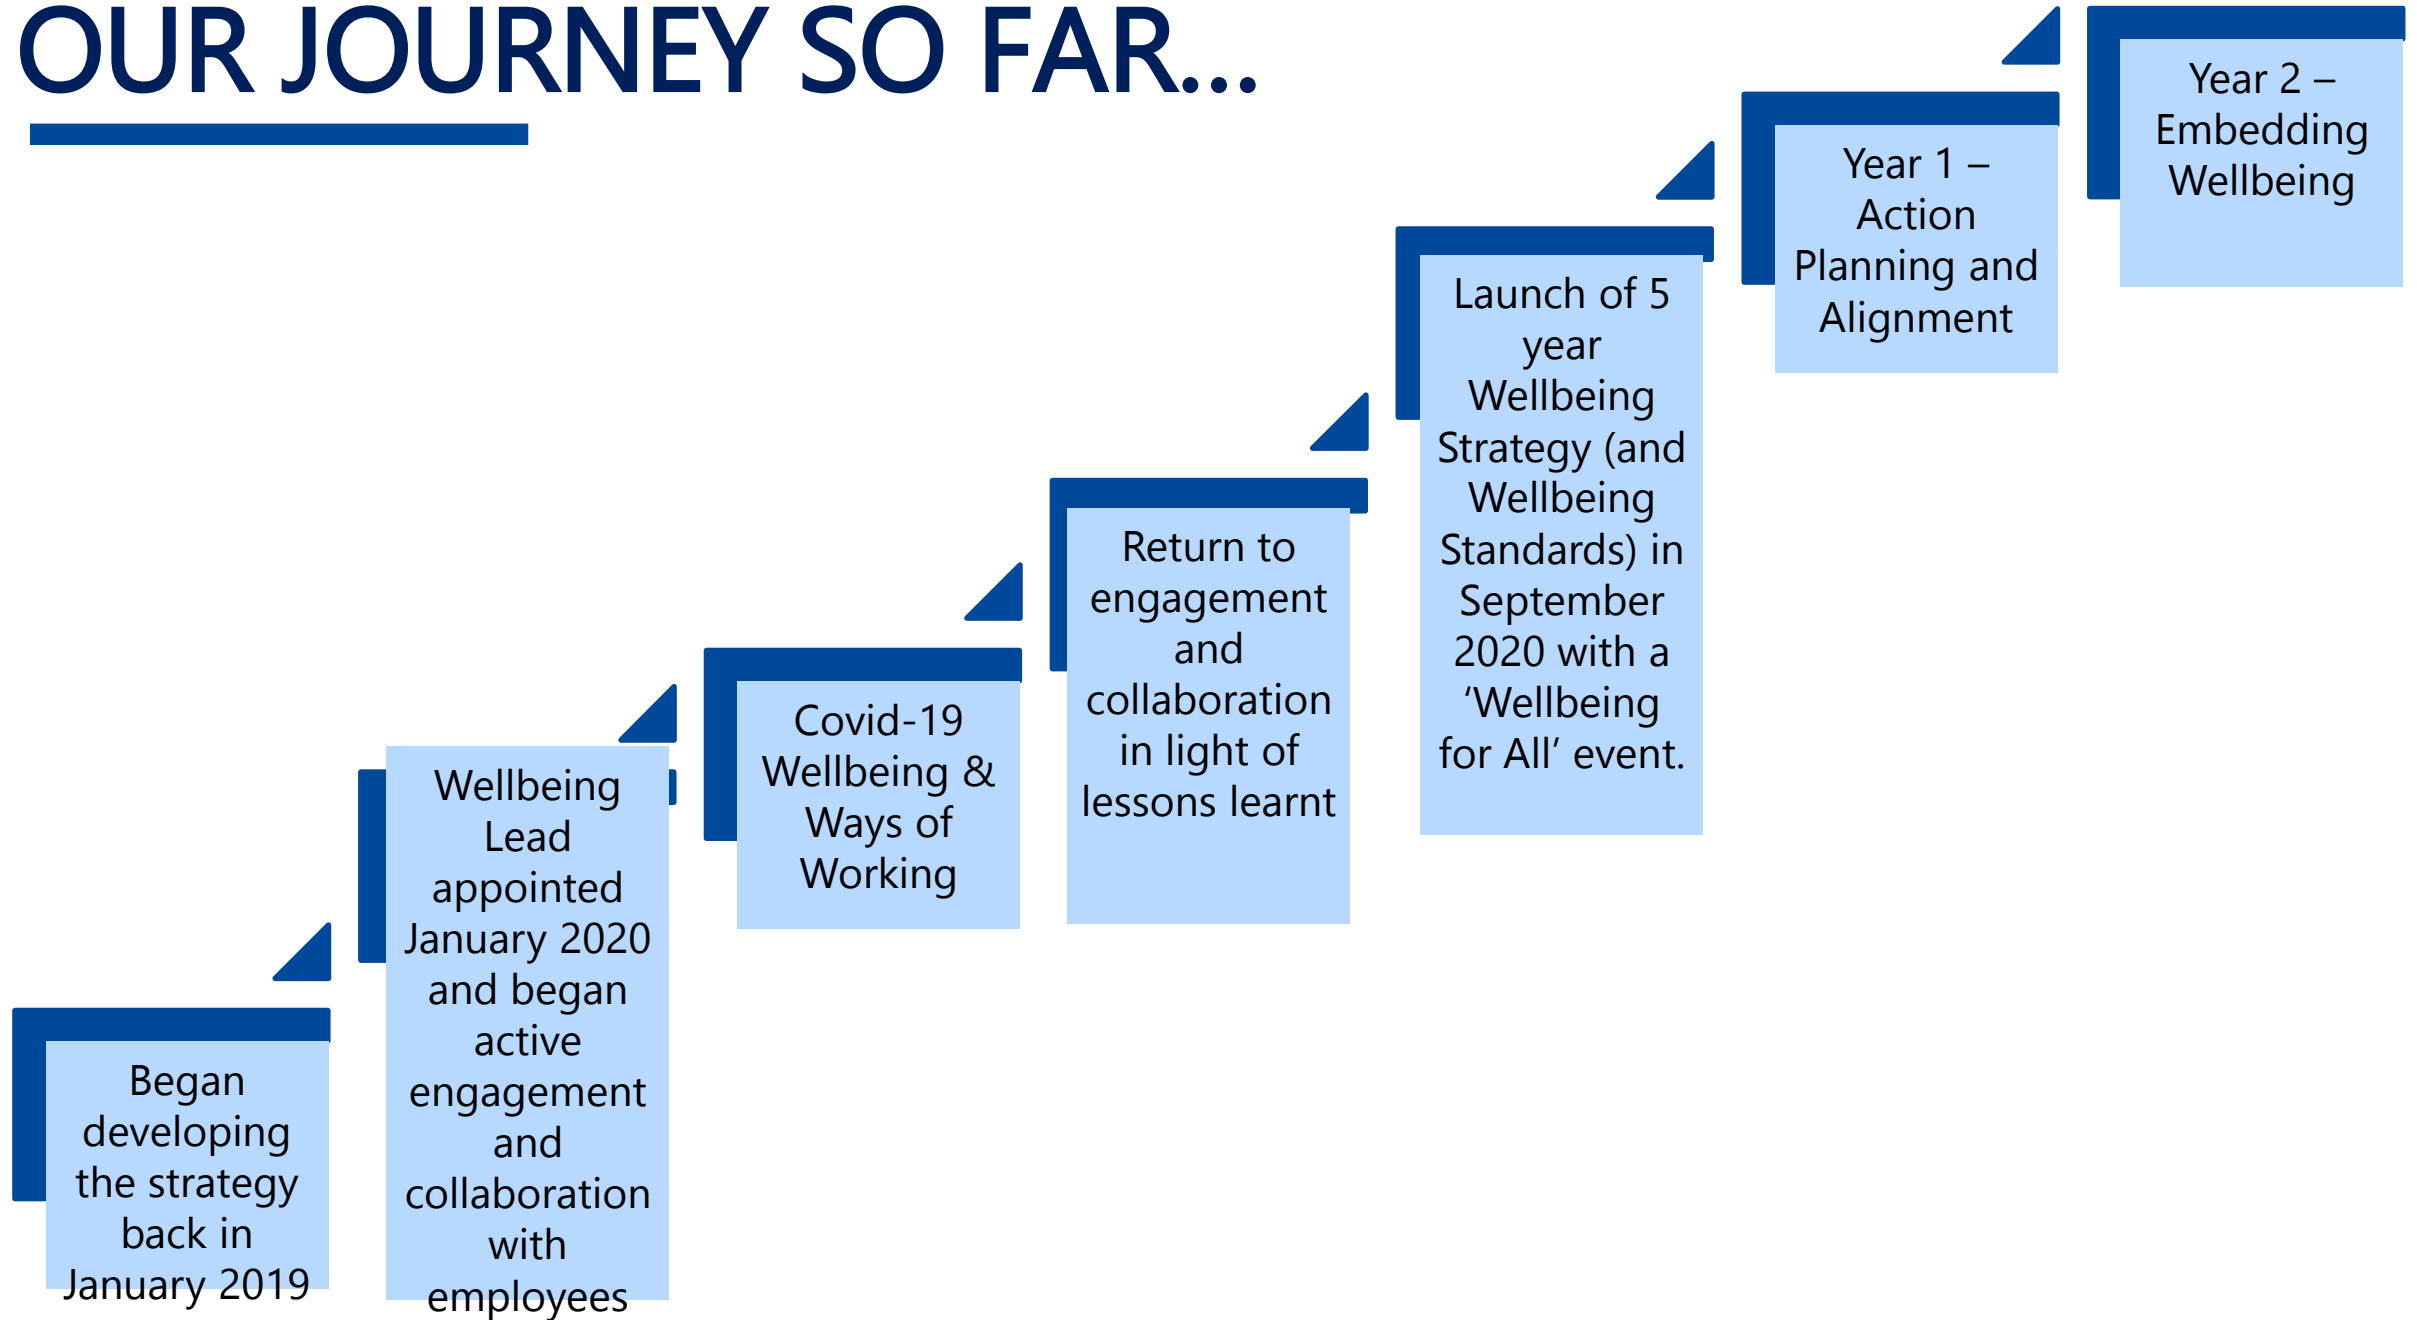 OUR JOURNEY SO FAR...
Began
developing
the strategy
back in
January 2019
Wellbeing
Lead
appointed
January 2020
and began
active
engagement
and
collaboration
with
employees
Covid-19
Wellbeing &
Ways of
Working
Return to
engagement
and
collaboration
in light of
lessons learnt
Launch of 5
year
Wellbeing
Strategy (and
Wellbeing
Standards) in
September
2020 with a
‘Wellbeing
for All’ event.
Year 1 –
Action
Planning and
Alignment
Year 2 –
Embedding
Wellbeing